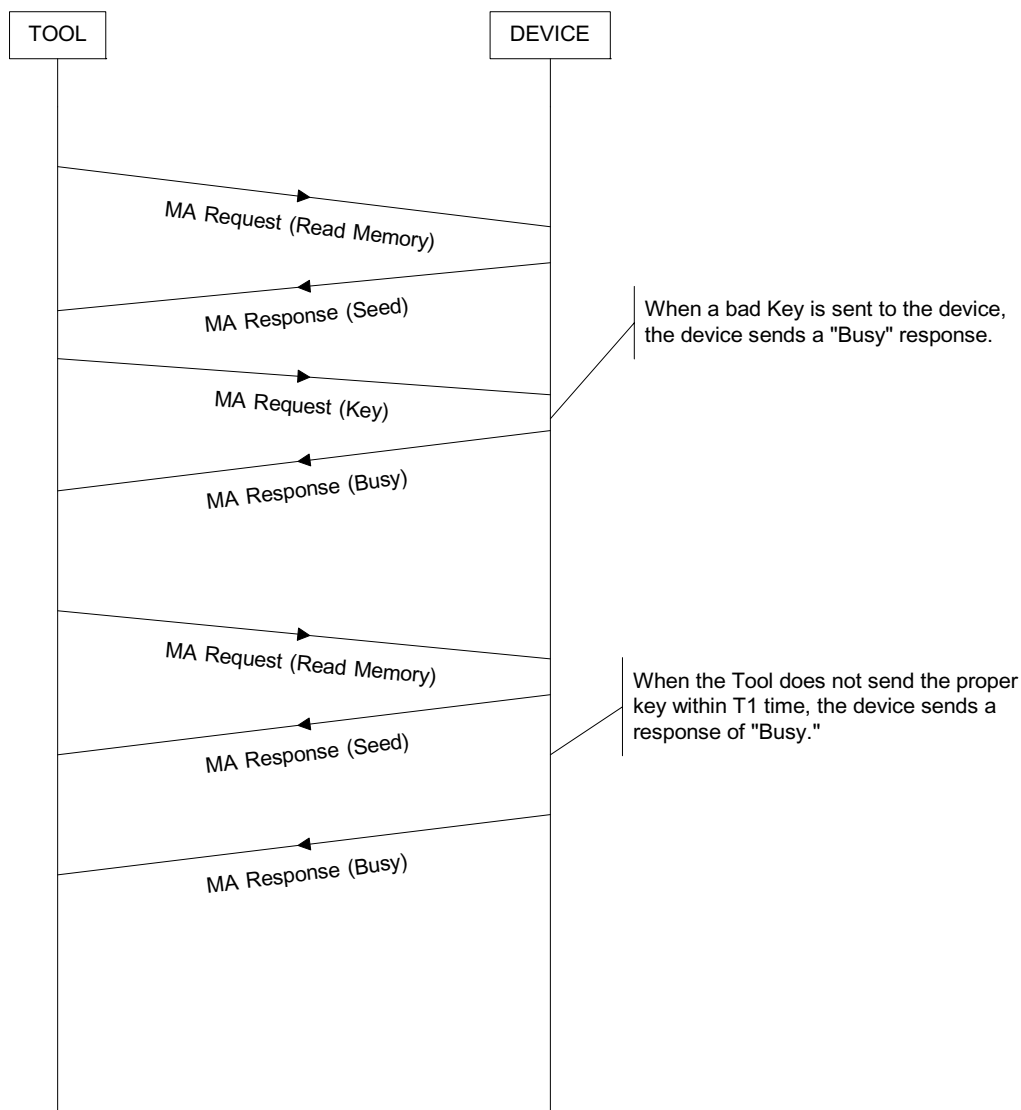 TOOL
DEVICE
MA Request (Read Memory)
MA Response (Seed)
When a bad Key is sent to the device,
the device sends a "Busy" response.
MA Request (Key)
MA Response (Busy)
MA Request (Read Memory)
When the Tool does not send the proper
key within T1 time, the device sends a
response of "Busy."
MA Response (Seed)
MA Response (Busy)